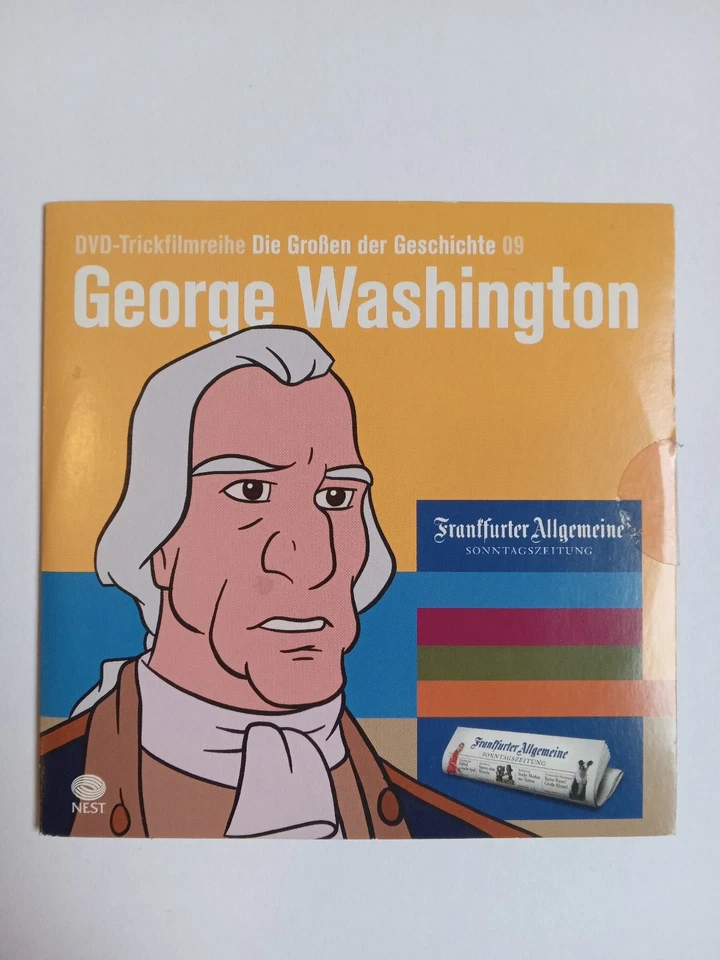 DVD-Trickfilmreihe Die Großen der Geschichte 09
George Washington
Frankfurter Allgemeine
SONNTAGSZEITUNG
Frankfurter Allgemeine
SONNTAGSZEITUNG
NEST